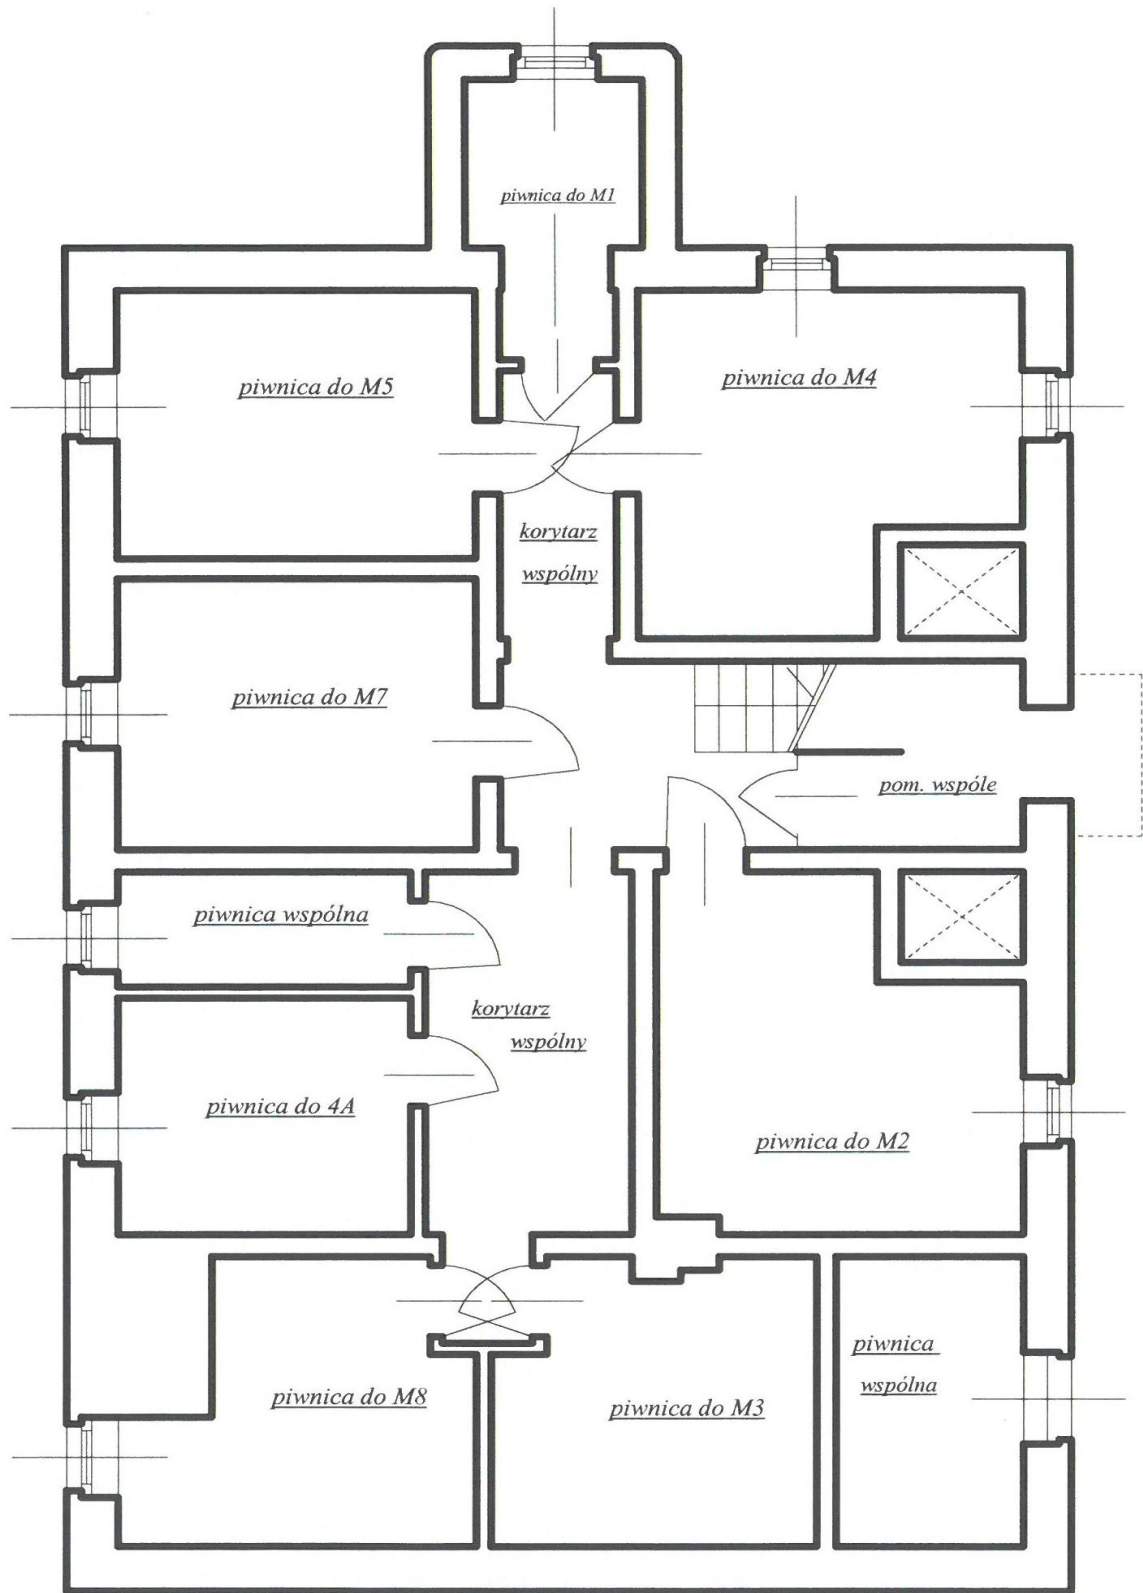 piwnica do M1
piwnica do M5
piwnica do M4
korytarz
wspólny
piwnica do M7
pom. wspóle
piwnica wspólna
korytarz
wspólny
piwnica do 4A
piwnica do M2
piwnica
wspólna
piwnica do M8
piwnica do M3